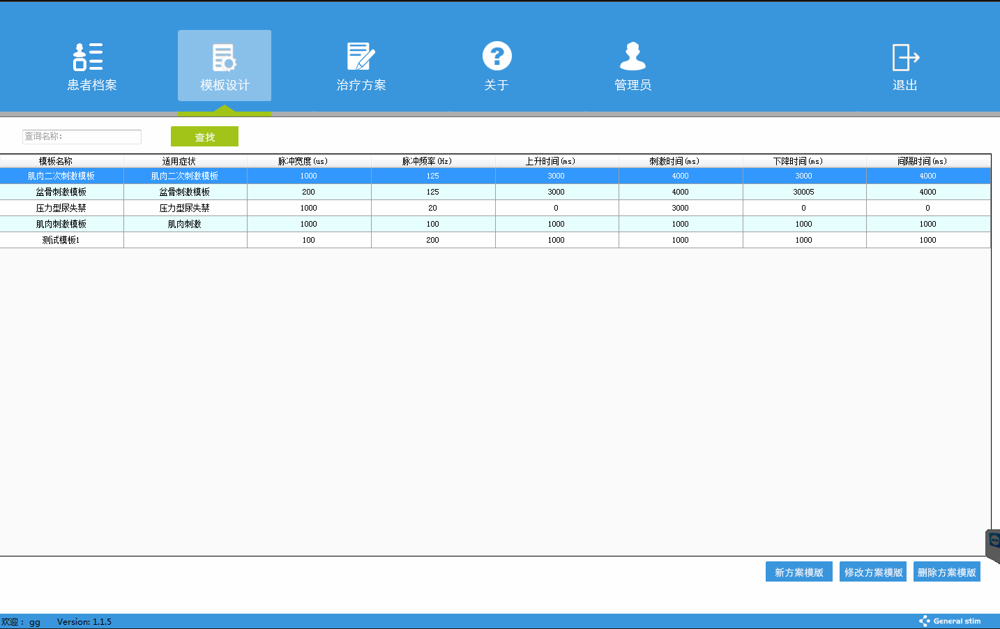 患者档案 模板设计 治疗方案 关于 管理员 退出
查询名称: 查找
模板名称 适用症状 脉冲宽度(us) 脉冲频率(Hz) 上升时间(ms) 刺激时间(ms) 下降时间(ms) 间隔时间(ms)
肌肉二次刺激模板 肌肉二次刺激模板 1000 125 3000 4000 3000 4000
盆骨刺激模板 盆骨刺激模板 200 125 3000 4000 30005 4000
压力型尿失禁 压力型尿失禁 1000 20 0 3000 0 0
肌肉刺激模板 肌肉刺激 1000 100 1000 1000 1000 1000
测试模板1 100 200 1000 1000 1000 1000
新方案模版 修改方案模版 删除方案模版
欢迎： gg Version: 1.1.5 General stim